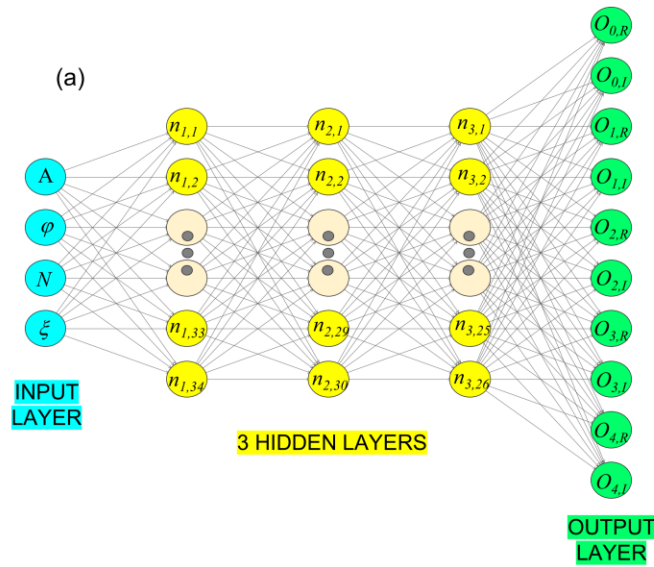 (a)
A
φ
N
ξ
INPUT
LAYER
n1,1
n1,2
n1,33
n1,34
n2,1
n2,2
n2,29
n2,30
n3,1
n3,2
n3,25
n3,26
3 HIDDEN LAYERS
O0,R
O0,I
O1,R
O1,I
O2,R
O2,I
O3,R
O3,I
O4,R
O4,I
OUTPUT
LAYER